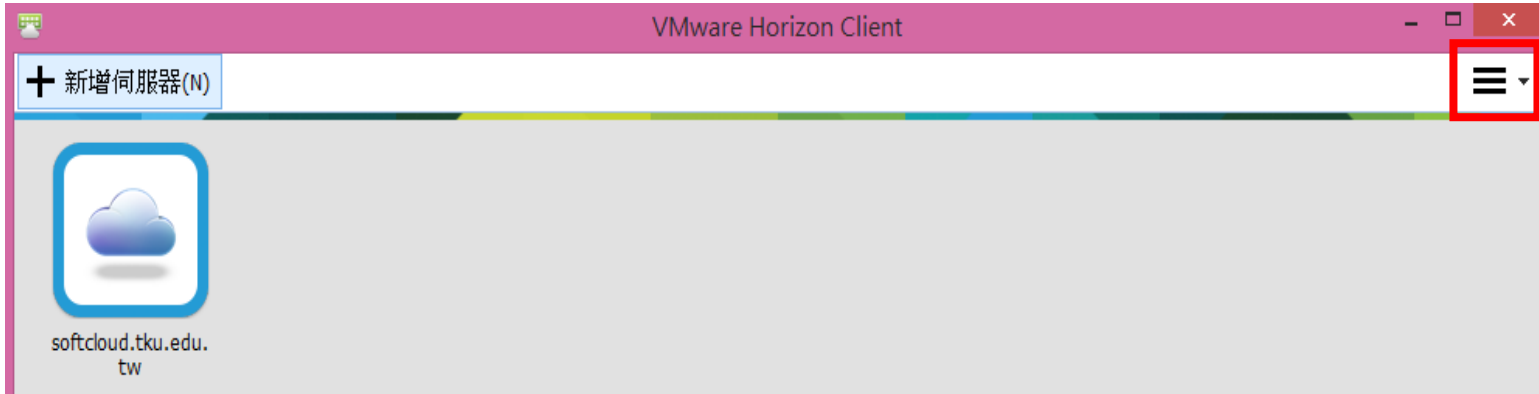 VMware Horizon Client
新增伺服器(N)
softcloud.tku.edu.
tw